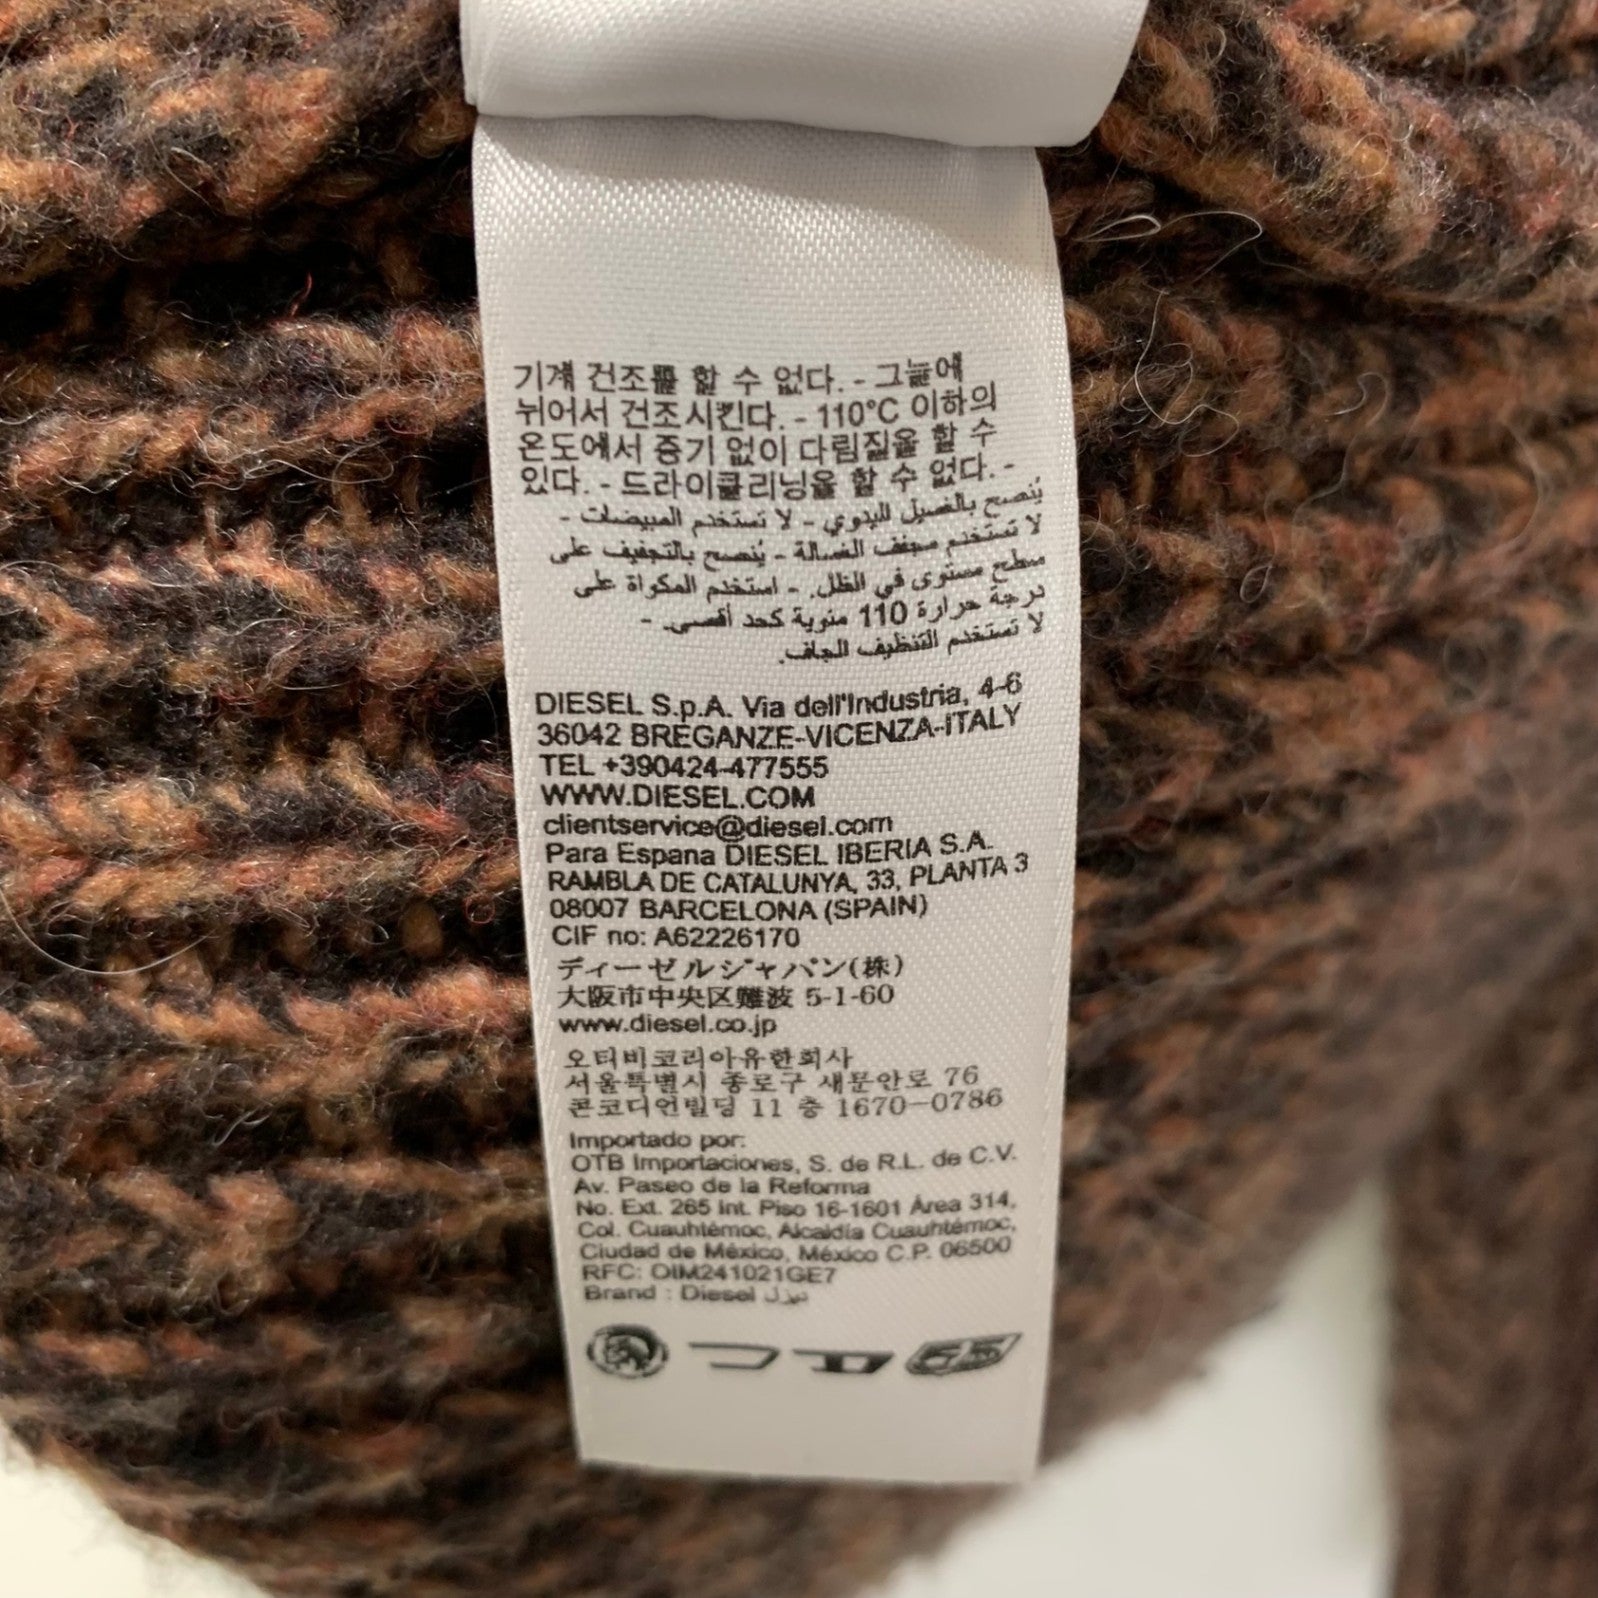 기계 건조를 할 수 없다. - 그늘에
뉘어서 건조시킨다. - 110°C 이하의
온도에서 증기 없이 다림질을 할 수
있다. - 드라이클리닝을 할 수 없다. -
يُنصح بالغسيل اليدوي - لا تستخدم المبيضات -
لا تستخدم مجفف الغسالة - يُنصح بالتجفيف على
سطح مستوى في الظل. - استخدم المكواة على
درجة حرارة 110 مئوية كحد أقصى. -
لا تستخدم التنظيف الجاف.
DIESEL S.p.A. Via dell'Industria, 4-6
36042 BREGANZE-VICENZA-ITALY
TEL +390424-477555
WWW.DIESEL.COM
clientservice@diesel.com
Para Espana DIESEL IBERIA S.A.
RAMBLA DE CATALUNYA, 33, PLANTA 3
08007 BARCELONA (SPAIN)
CIF no: A62226170
ディーゼルジャパン(株)
大阪市中央区難波 5-1-60
www.diesel.co.jp
오티비코리아유한회사
서울특별시 종로구 새문안로 76
콘코디언빌딩 11 층 1670-0786
Importado por:
OTB Importaciones, S. de R.L. de C.V.
Av. Paseo de la Reforma
No. Ext. 265 Int. Piso 16-1601 Área 314,
Col. Cuauhtémoc, Alcaldía Cuauhtémoc,
Ciudad de México, México C.P. 06500
RFC: OIM241021GE7
Brand : Diesel ديزل